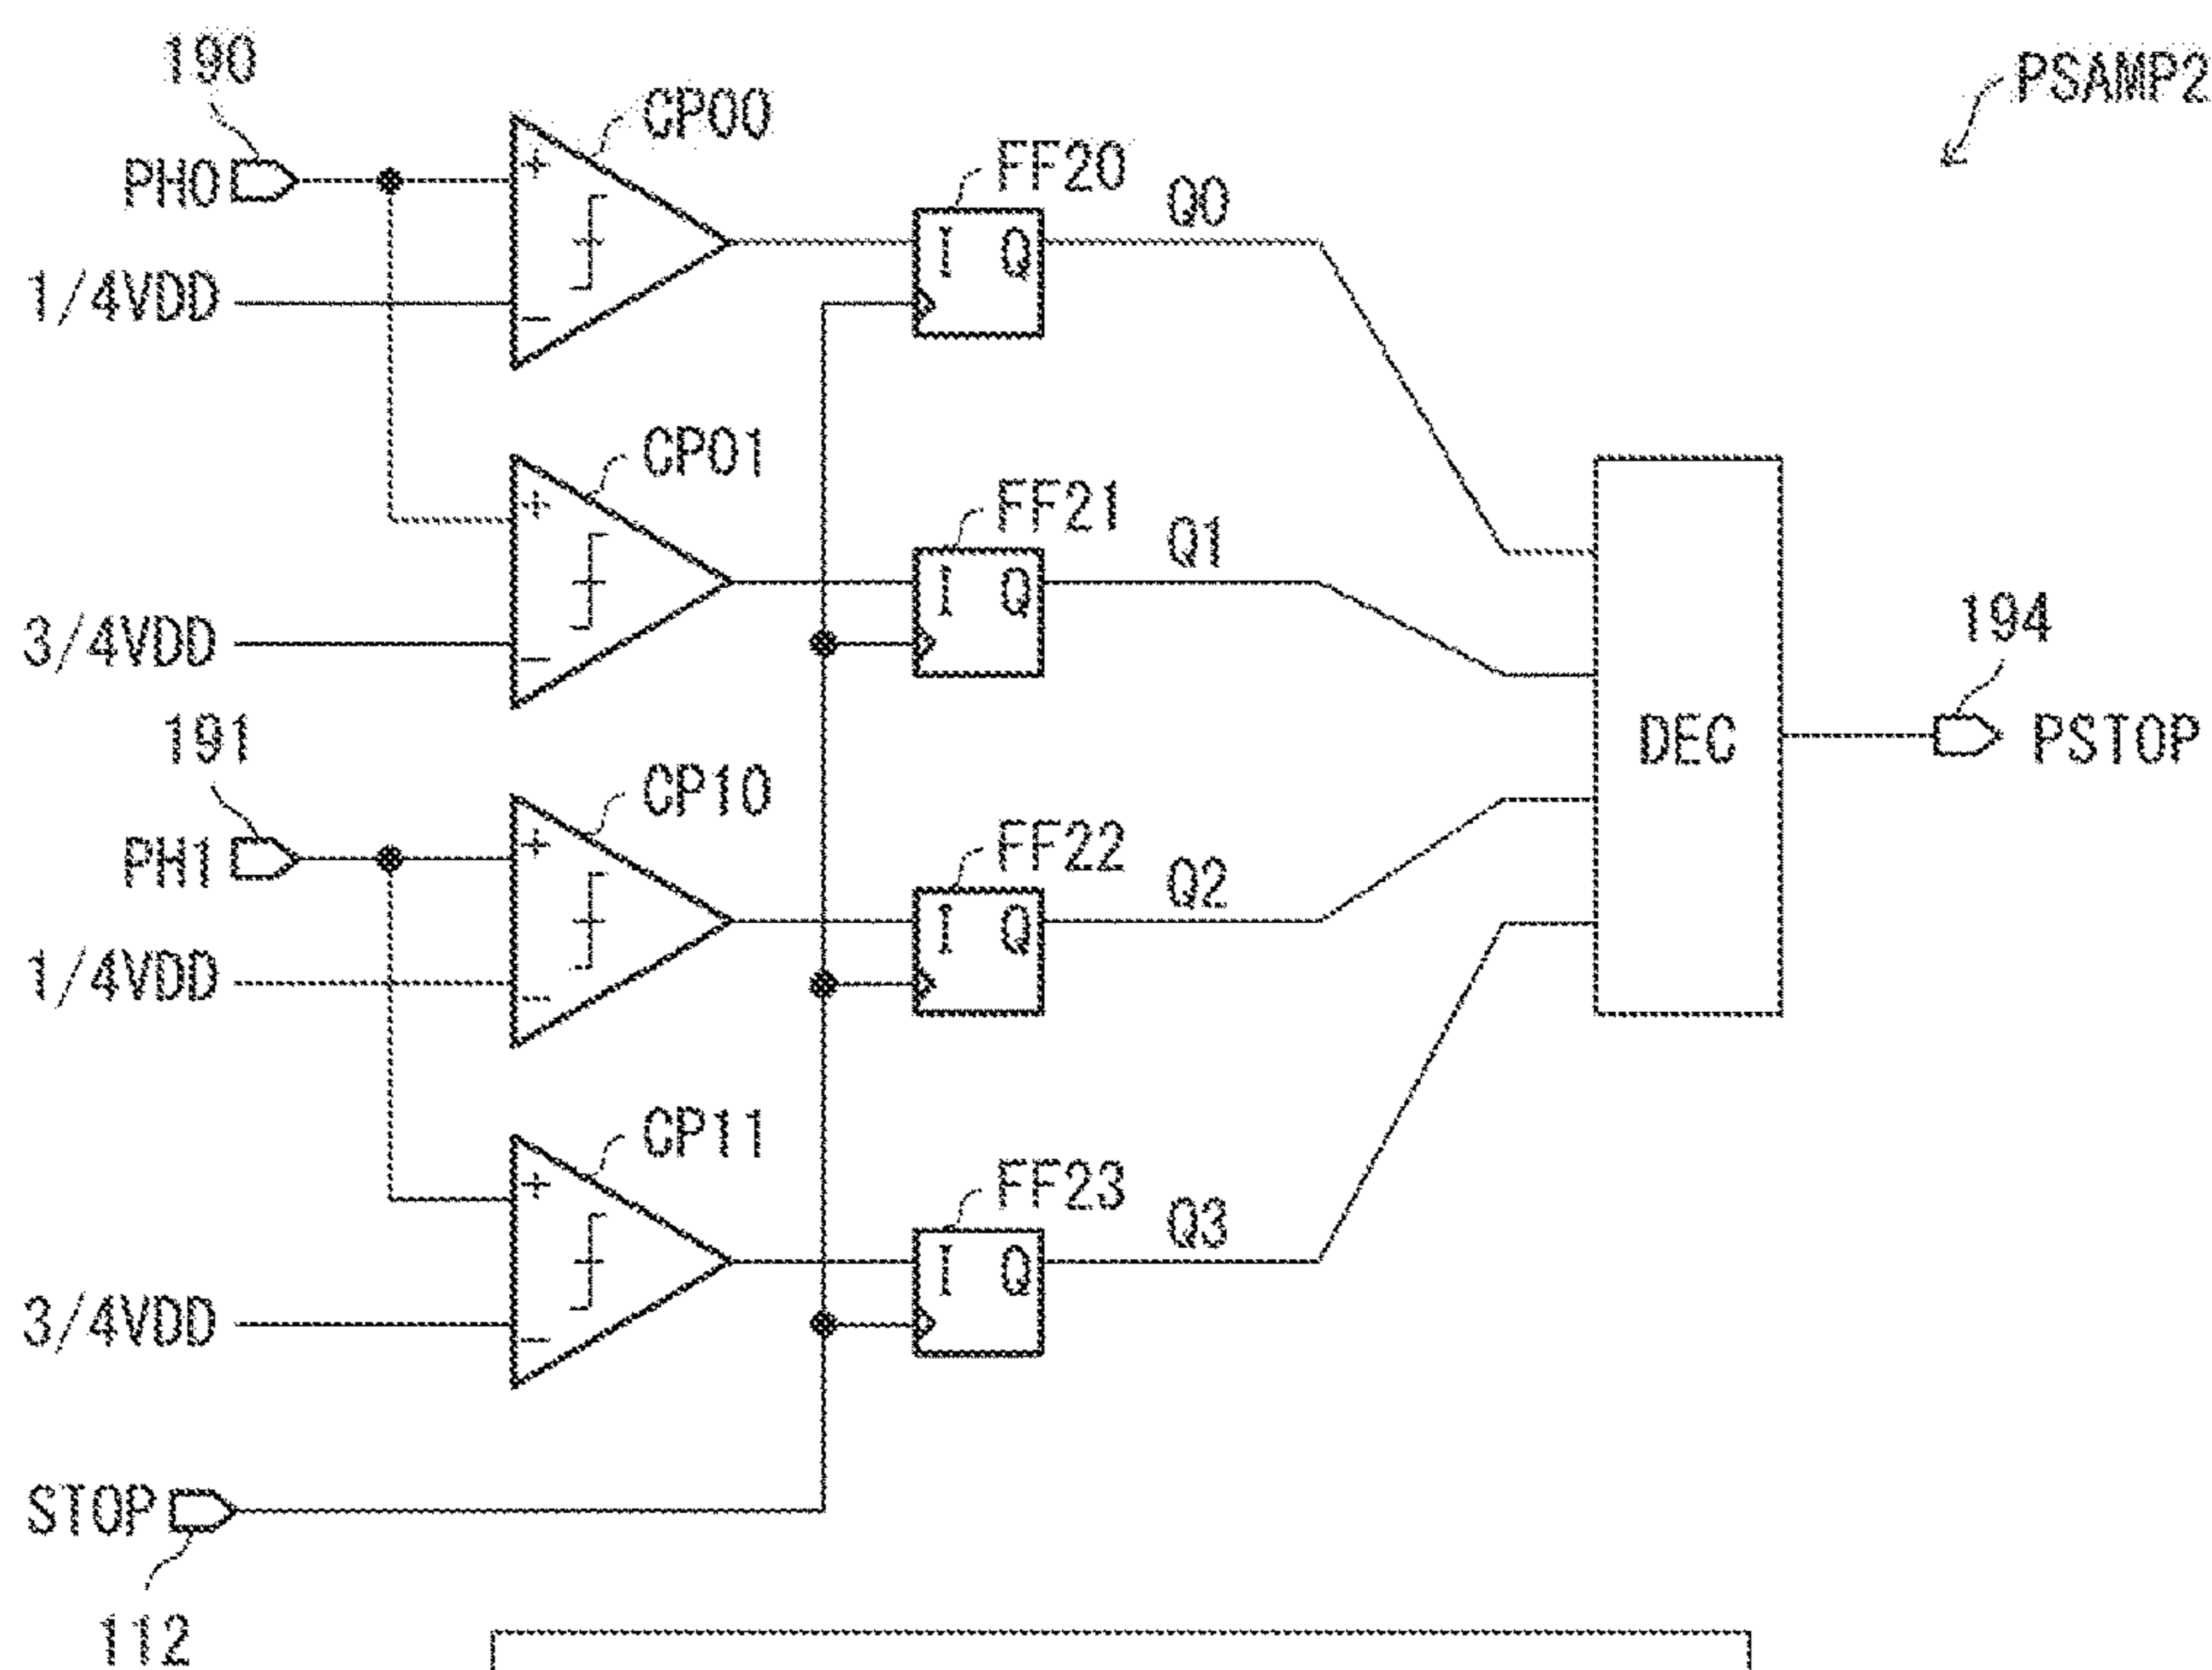 190
PSAMP2
PH0
+
CP00
FF20
I Q
Q0
1/4VDD
−
CP01
+
FF21
I Q
Q1
3/4VDD
−
194
DEC
PSTOP
191
CP10
PH1
+
FF22
I Q
Q2
1/4VDD
−
CP11
+
FF23
I Q
Q3
3/4VDD
−
STOP
112